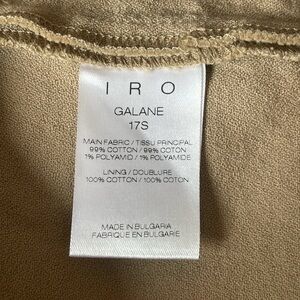 IRO
GALANE
17S
MAIN FABRIC / TISSU PRINCIPAL
99% COTTON / 99% COTON
1% POLYAMID / 1% POLYAMIDE
LINING / DOUBLURE
100% COTTON / 100% COTON
MADE IN BULGARIA
FABRIQUE EN BULGARIE